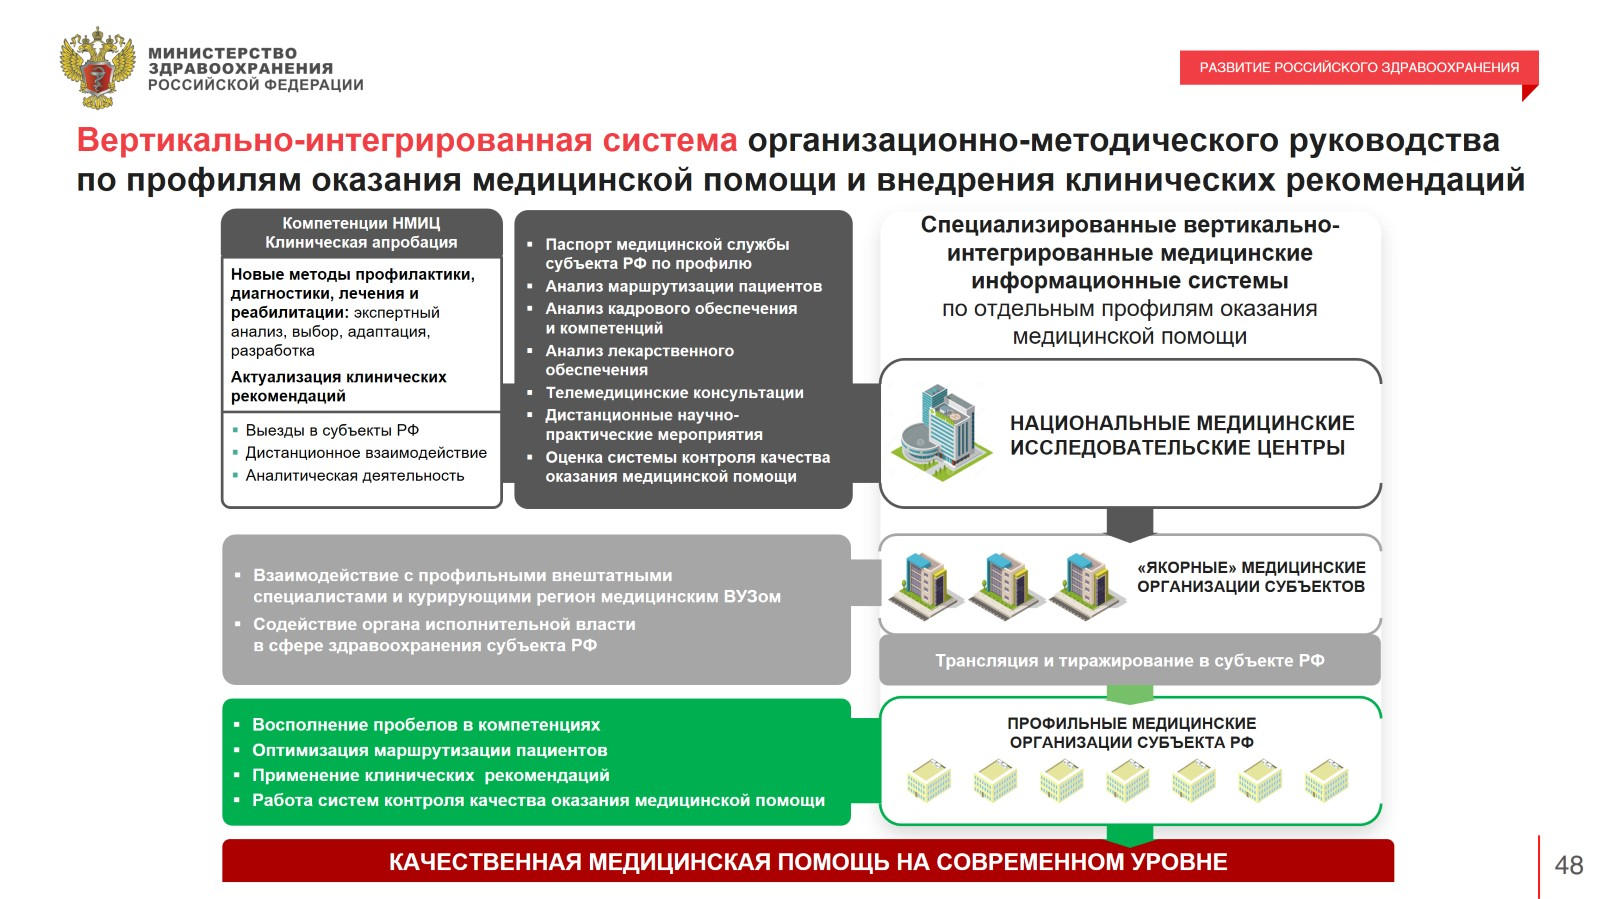 МИНИСТЕРСТВО
ЗДРАВООХРАНЕНИЯ
РОССИЙСКОЙ ФЕДЕРАЦИИ
РАЗВИТИЕ РОССИЙСКОГО ЗДРАВООХРАНЕНИЯ
Вертикально-интегрированная система организационно-методического руководства
по профилям оказания медицинской помощи и внедрения клинических рекомендаций
Компетенции НМИЦ
Клиническая апробация
Новые методы профилактики,
диагностики, лечения и
реабилитации: экспертный
анализ, выбор, адаптация,
разработка
Актуализация клинических
рекомендаций
▪ Выезды в субъекты РФ
▪ Дистанционное взаимодействие
▪ Аналитическая деятельность
▪ Паспорт медицинской службы
субъекта РФ по профилю
▪ Анализ маршрутизации пациентов
▪ Анализ кадрового обеспечения
и компетенций
▪ Анализ лекарственного
обеспечения
▪ Телемедицинские консультации
▪ Дистанционные научно-
практические мероприятия
▪ Оценка системы контроля качества
оказания медицинской помощи
Специализированные вертикально-
интегрированные медицинские
информационные системы
по отдельным профилям оказания
медицинской помощи
НАЦИОНАЛЬНЫЕ МЕДИЦИНСКИЕ
ИССЛЕДОВАТЕЛЬСКИЕ ЦЕНТРЫ
▪ Взаимодействие с профильными внештатными
специалистами и курирующими регион медицинским ВУЗом
▪ Содействие органа исполнительной власти
в сфере здравоохранения субъекта РФ
«ЯКОРНЫЕ» МЕДИЦИНСКИЕ
ОРГАНИЗАЦИИ СУБЪЕКТОВ
Трансляция и тиражирование в субъекте РФ
▪ Восполнение пробелов в компетенциях
▪ Оптимизация маршрутизации пациентов
▪ Применение клинических рекомендаций
▪ Работа систем контроля качества оказания медицинской помощи
ПРОФИЛЬНЫЕ МЕДИЦИНСКИЕ
ОРГАНИЗАЦИИ СУБЪЕКТА РФ
КАЧЕСТВЕННАЯ МЕДИЦИНСКАЯ ПОМОЩЬ НА СОВРЕМЕННОМ УРОВНЕ
48